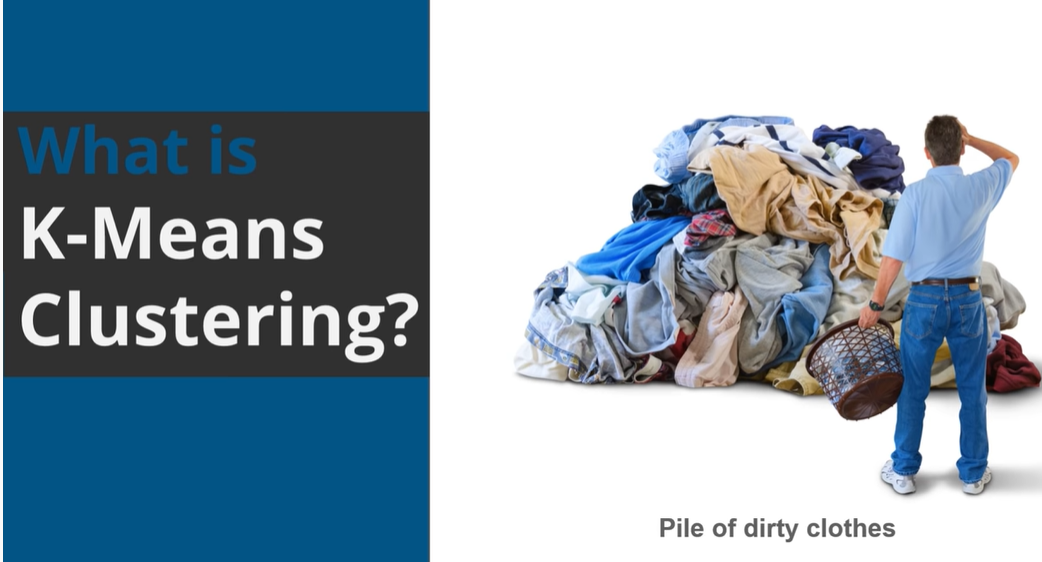 What is
K-Means
Clustering?
Pile of dirty clothes